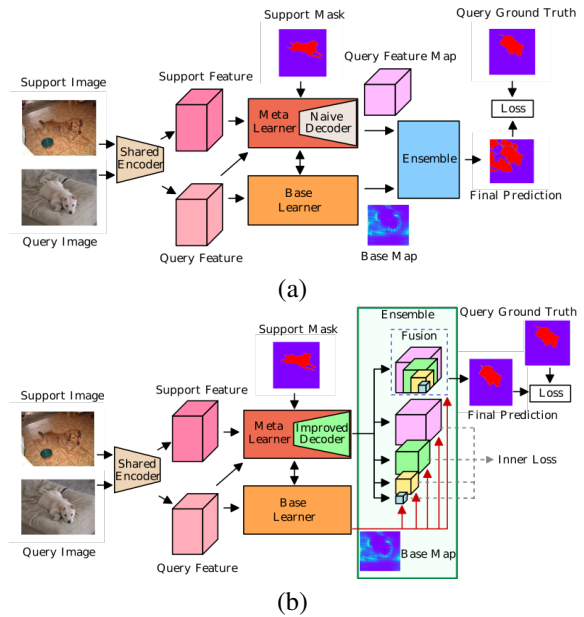 Support Mask
Query Ground Truth
Query Feature Map
Support Image
Support Feature
Meta
Learner
Naive
Decoder
Loss
Shared
Encoder
Ensemble
Base
Learner
Final Prediction
Query Image
Query Feature
Base Map
(a)
Ensemble
Query Ground Truth
Support Mask
Fusion
Support Image
Support Feature
Meta
Learner
Improved
Decoder
Loss
Final Prediction
Shared
Encoder
Inner Loss
Base
Learner
Query Image
Base Map
Query Feature
(b)